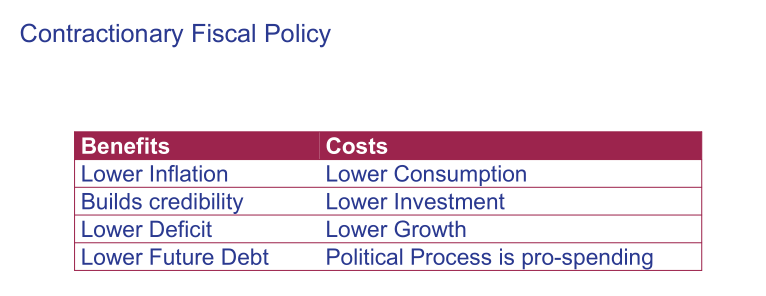 Contractionary Fiscal Policy
Benefits Costs
Lower Inflation Lower Consumption
Builds credibility Lower Investment
Lower Deficit Lower Growth
Lower Future Debt Political Process is pro-spending